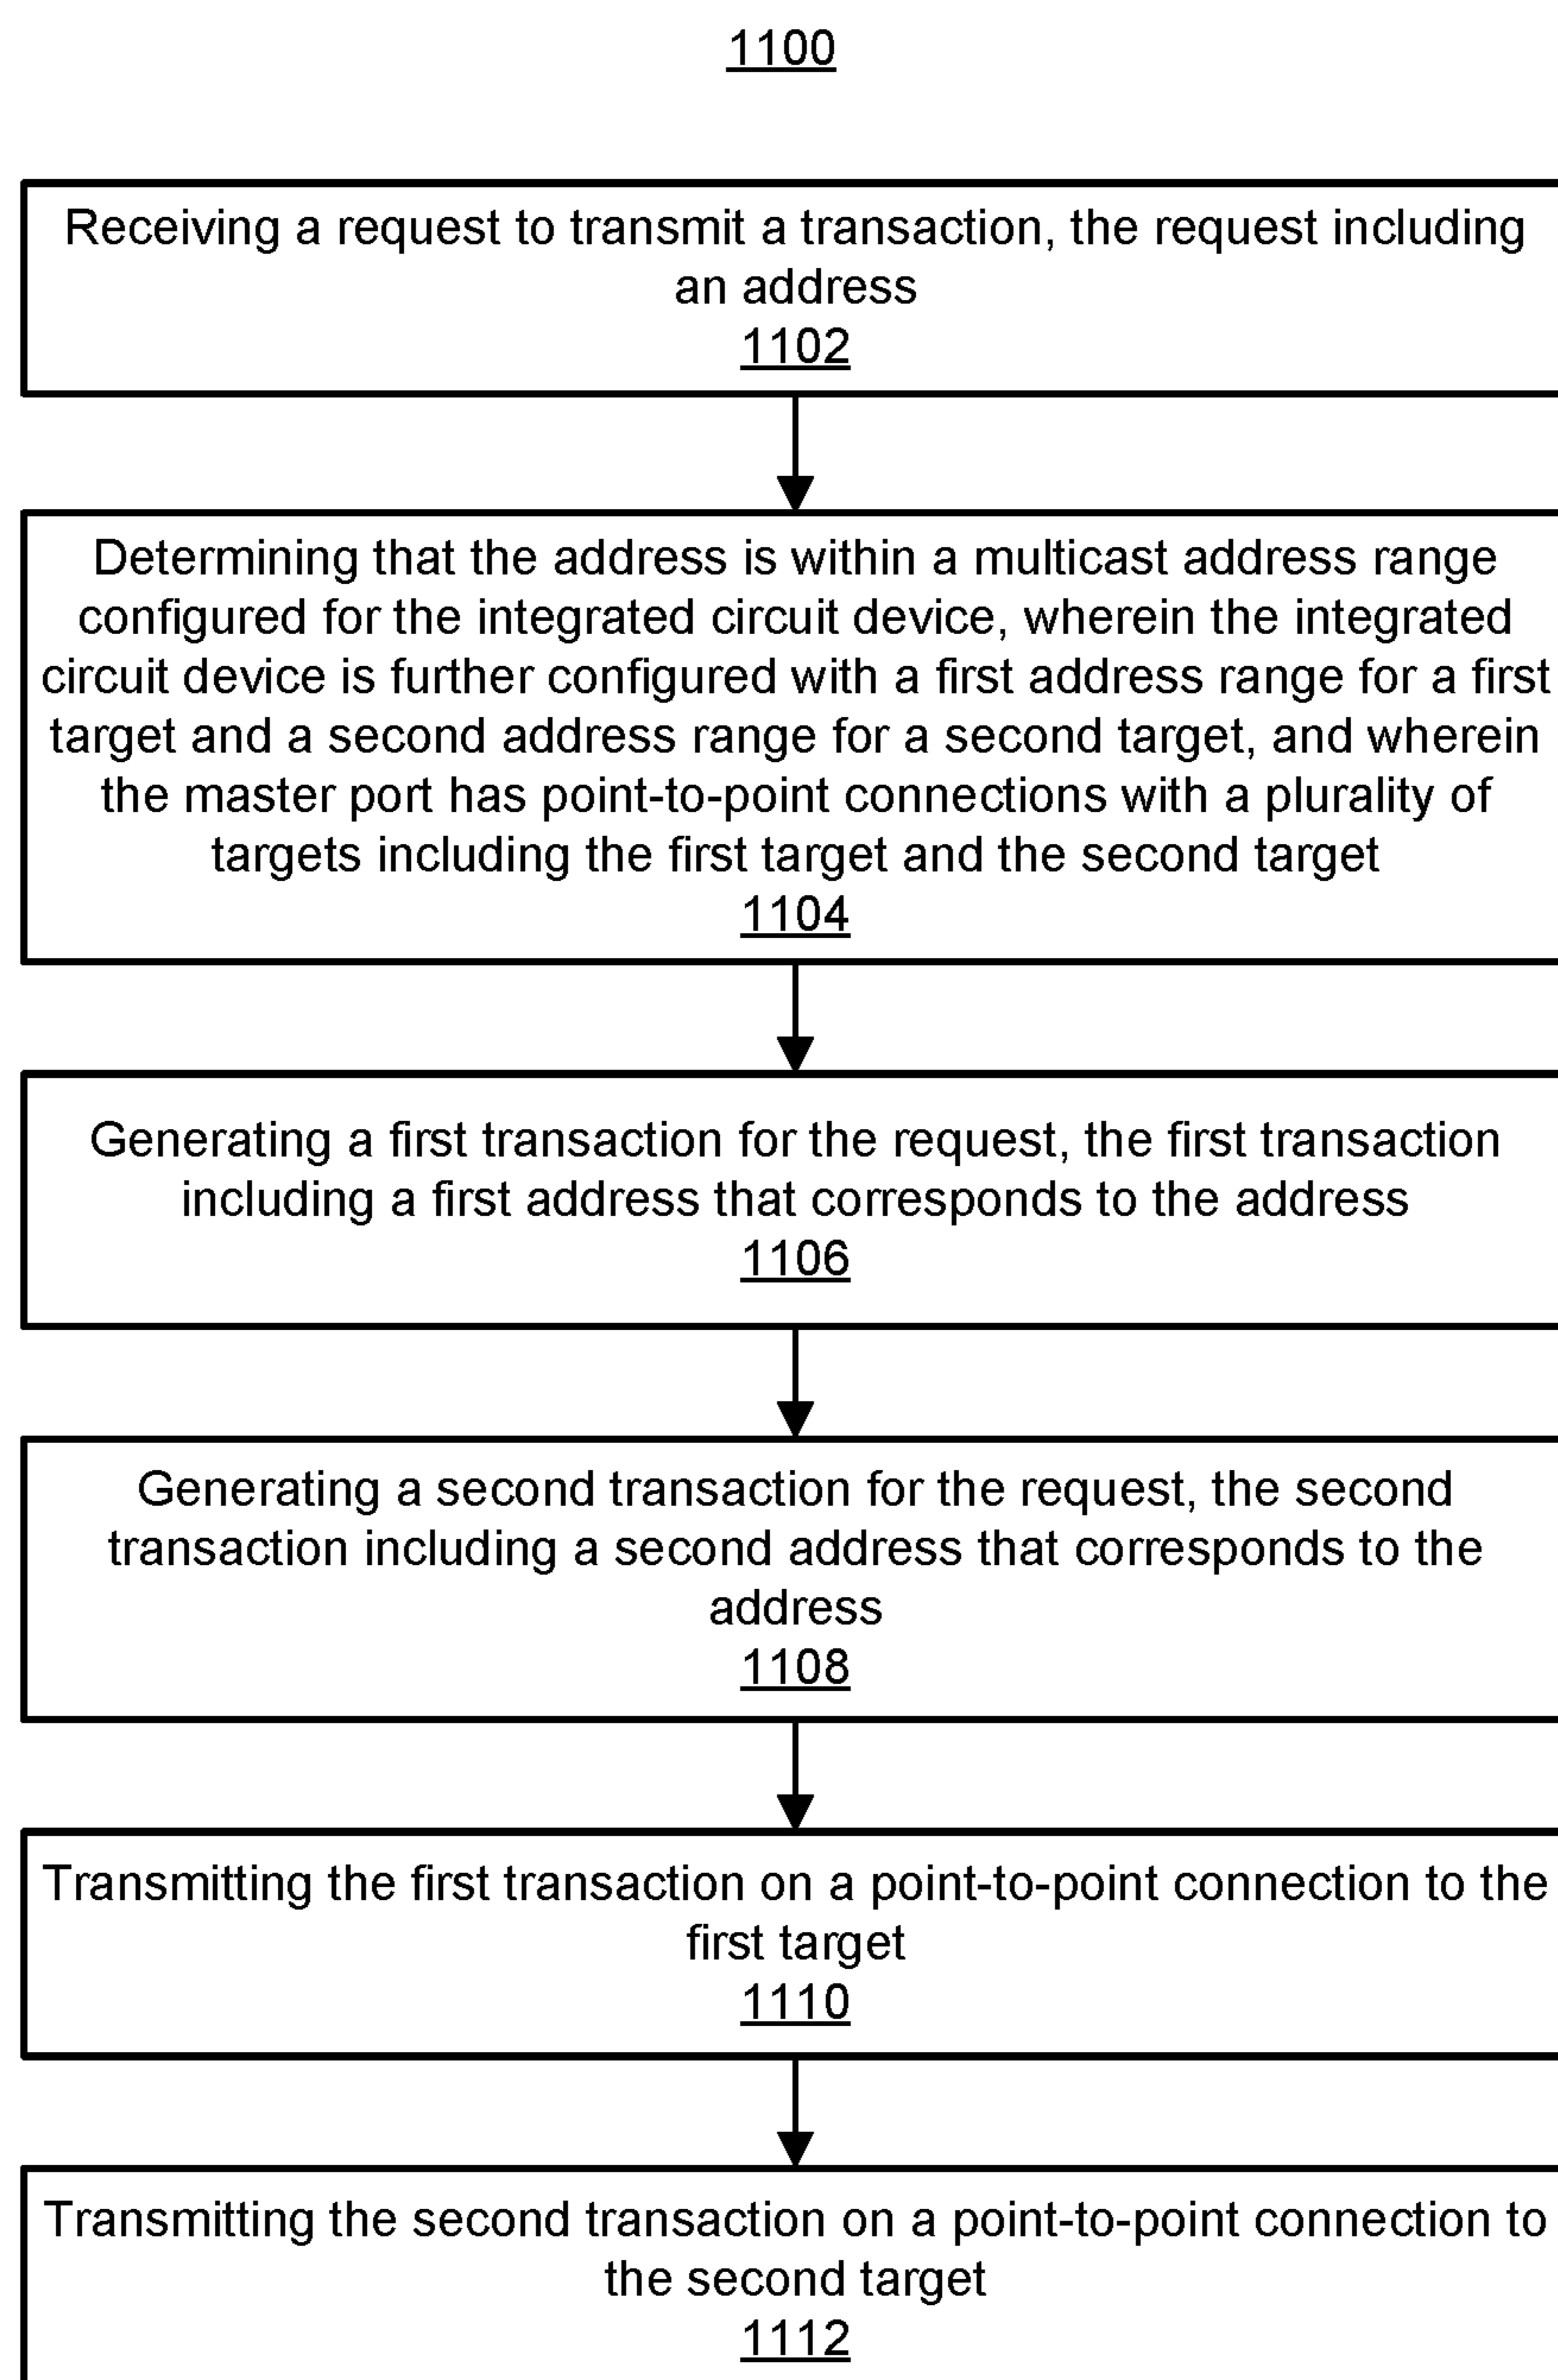 1100
Receiving a request to transmit a transaction, the request including
an address
1102
Determining that the address is within a multicast address range
configured for the integrated circuit device, wherein the integrated
circuit device is further configured with a first address range for a first
target and a second address range for a second target, and wherein
the master port has point-to-point connections with a plurality of
targets including the first target and the second target
1104
Generating a first transaction for the request, the first transaction
including a first address that corresponds to the address
1106
Generating a second transaction for the request, the second
transaction including a second address that corresponds to the
address
1108
Transmitting the first transaction on a point-to-point connection to the
first target
1110
Transmitting the second transaction on a point-to-point connection to
the second target
1112